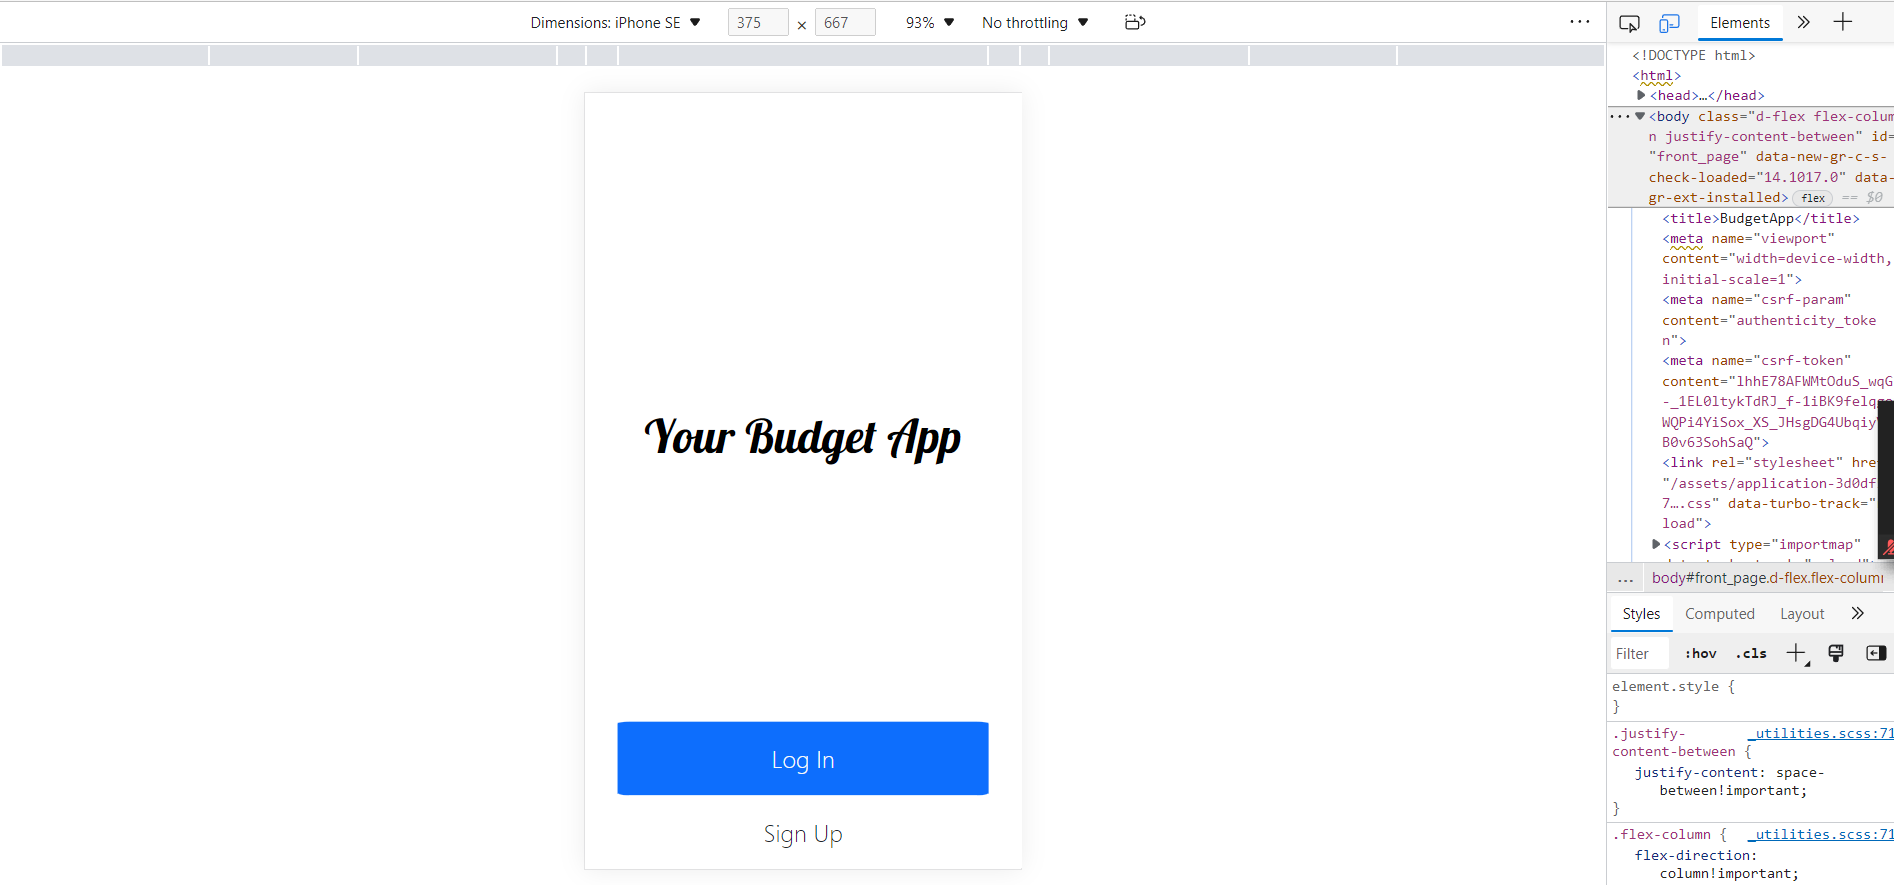 Dimensions: iPhone SE ▼ 375 × 667 93% ▼ No throttling ▼ ...
Elements
<!DOCTYPE html>
<html>
<head>…</head>
... <body class="d-flex flex-colum
n justify-content-between" id=
"front_page" data-new-gr-c-s-
check-loaded="14.1017.0" data-
gr-ext-installed> flex == $0
<title>BudgetApp</title>
<meta name="viewport"
content="width=device-width,
initial-scale=1">
<meta name="csrf-param"
content="authenticity_toke
n">
<meta name="csrf-token"
content="lhhE78AFWMtOduS_wqG
-_1EL0ltykTdRJ_f-1iBK9felqzo
WQPi4YiSox_XS_JHsgDG4Ubqiy
B0v63SohSaQ">
<link rel="stylesheet" hre
"/assets/application-3d0df
7….css" data-turbo-track="
load">
<script type="importmap"
... body#front_page.d-flex.flex-column
Styles Computed Layout
Filter :hov .cls
element.style {
}
.justify- _utilities.scss:71
content-between {
justify-content: space-
between!important;
}
.flex-column { _utilities.scss:71
flex-direction:
column!important;
Your Budget App
Log In
Sign Up